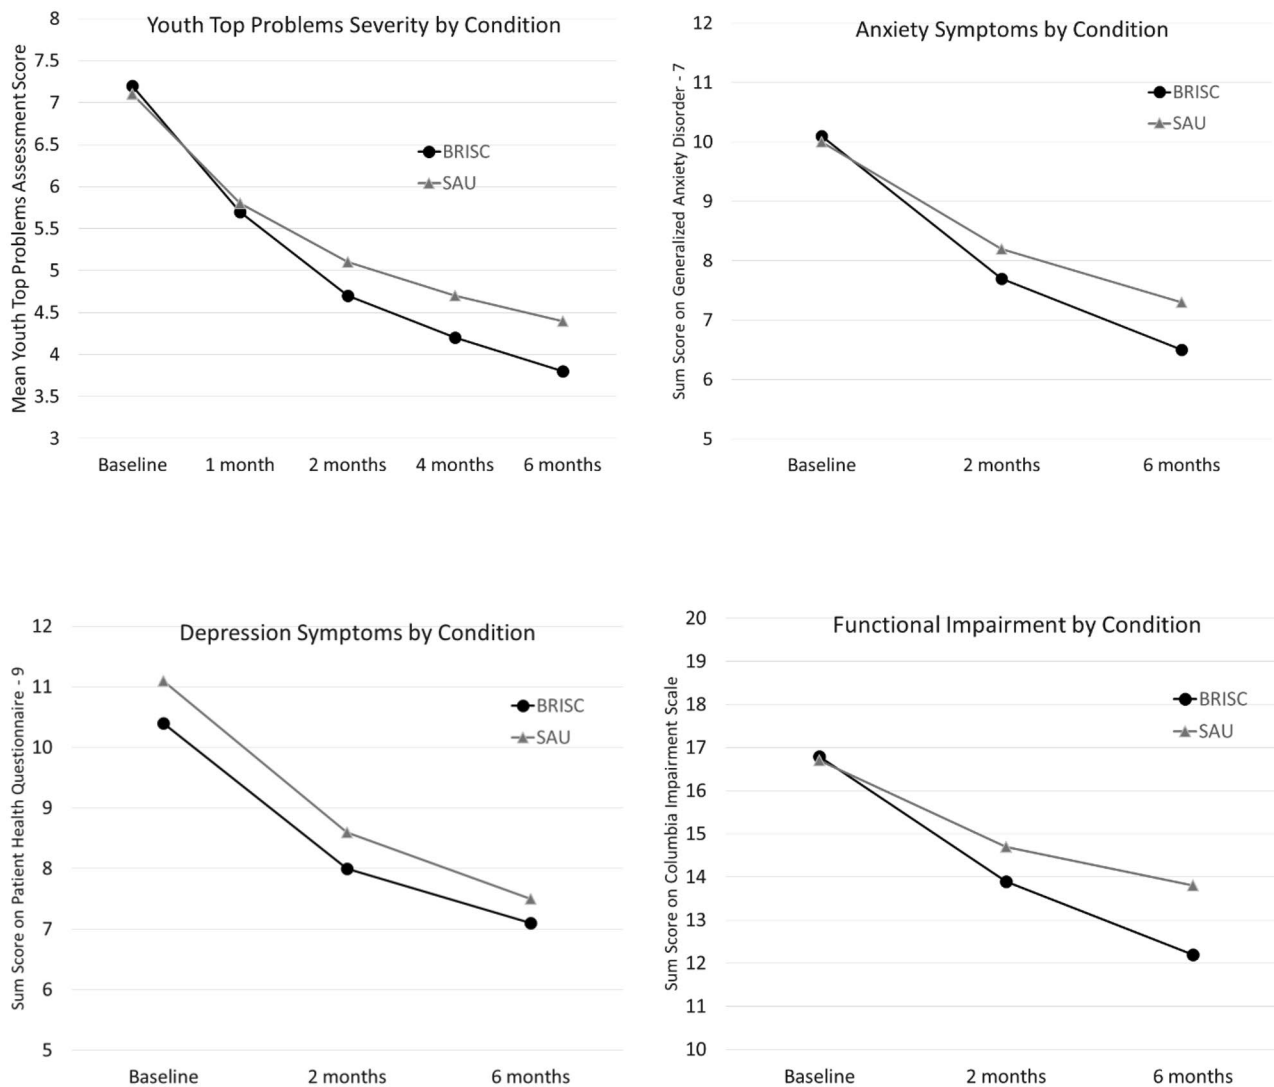 Youth Top Problems Severity by Condition
Mean Youth Top Problems Assessment Score
8
7.5
7
6.5
6
5.5
5
4.5
4
3.5
3
BRISC
SAU
Baseline 1 month 2 months 4 months 6 months
Anxiety Symptoms by Condition
Sum Score on Generalized Anxiety Disorder - 7
12
11
10
9
8
7
6
5
BRISC
SAU
Baseline 2 months 6 months
Depression Symptoms by Condition
Sum Score on Patient Health Questionnaire - 9
12
11
10
9
8
7
6
5
BRISC
SAU
Baseline 2 months 6 months
Functional Impairment by Condition
Sum Score on Columbia Impairment Scale
20
19
18
17
16
15
14
13
12
11
10
BRISC
SAU
Baseline 2 months 6 months